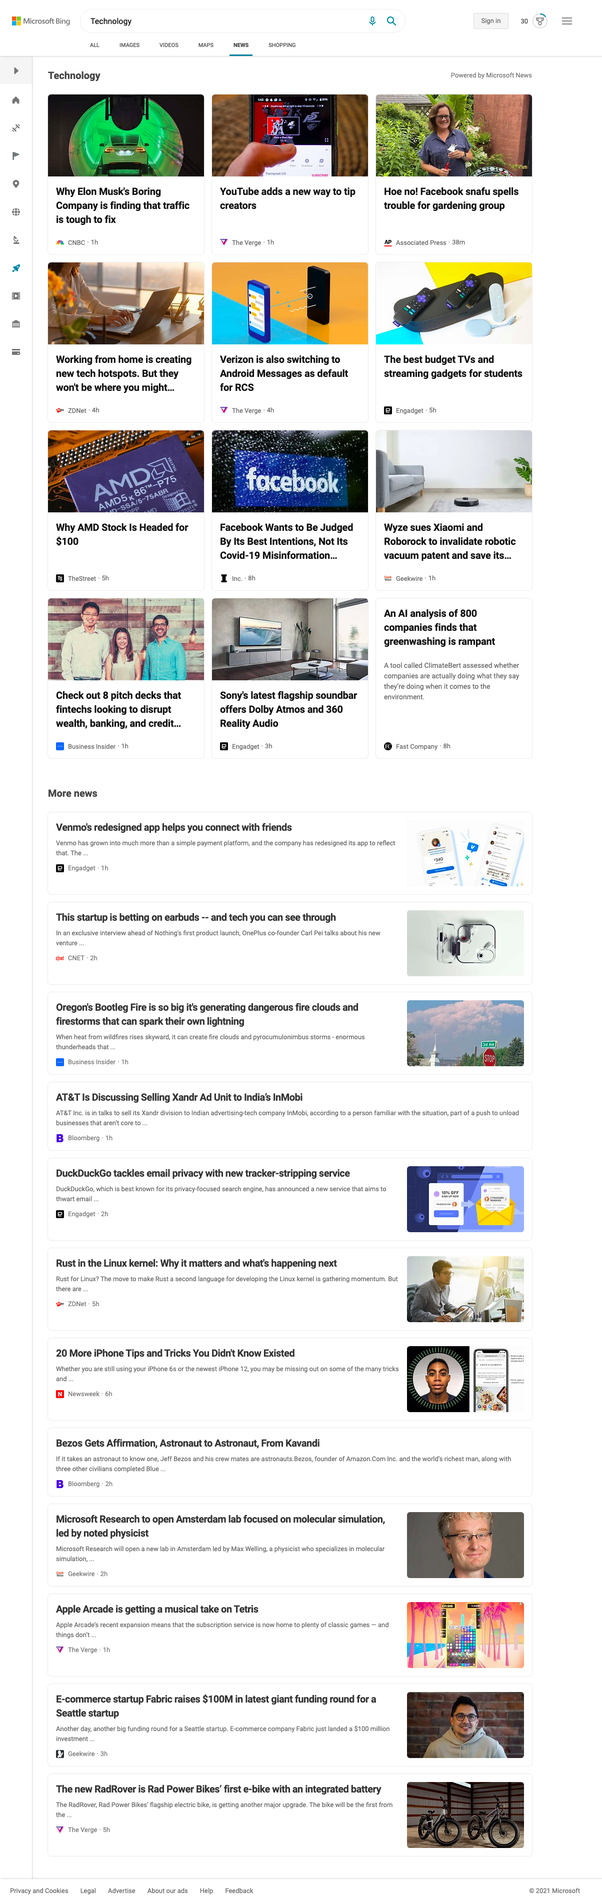 Microsoft Bing
Technology
Sign in
30
ALL
IMAGES
VIDEOS
MAPS
NEWS
SHOPPING
Technology
Powered by Microsoft News
Why Elon Musk's Boring
Company is finding that traffic
is tough to fix
CNBC · 1h
YouTube adds a new way to tip
creators
The Verge · 1h
Hoe no! Facebook snafu spells
trouble for gardening group
AP
Associated Press · 38m
Working from home is creating
new tech hotspots. But they
won't be where you might...
ZDNet · 4h
Verizon is also switching to
Android Messages as default
for RCS
The Verge · 4h
The best budget TVs and
streaming gadgets for students
Engadget · 5h
AMD
AMD5 K86-P75
Why AMD Stock Is Headed for
$100
TheStreet · 5h
facebook
Facebook Wants to Be Judged
By Its Best Intentions, Not Its
Covid-19 Misinformation...
Inc. · 8h
Wyze sues Xiaomi and
Roborock to invalidate robotic
vacuum patent and save its...
Geekwire · 1h
Check out 8 pitch decks that
fintechs looking to disrupt
wealth, banking, and credit...
Business Insider · 1h
Sony's latest flagship soundbar
offers Dolby Atmos and 360
Reality Audio
Engadget · 3h
An AI analysis of 800
companies finds that
greenwashing is rampant
A tool called ClimateBert assessed whether
companies are actually doing what they say
they're doing when it comes to the
environment.
Fast Company · 8h
More news
Venmo's redesigned app helps you connect with friends
Venmo has grown into much more than a simple payment platform, and the company has redesigned its app to reflect
that. The ...
Engadget · 1h
This startup is betting on earbuds -- and tech you can see through
In an exclusive interview ahead of Nothing's first product launch, OnePlus co-founder Carl Pei talks about his new
venture ...
CNET · 2h
Oregon's Bootleg Fire is so big it's generating dangerous fire clouds and
firestorms that can spark their own lightning
When heat from wildfires rises skyward, it can create fire clouds and pyrocumulonimbus storms - enormous
thunderheads that ...
Business Insider · 1h
STOP
AT&T Is Discussing Selling Xandr Ad Unit to India's InMobi
AT&T Inc. is in talks to sell its Xandr division to Indian advertising-tech company InMobi, according to a person familiar with the situation, part of a push to unload
businesses that aren't core to ...
Bloomberg · 1h
DuckDuckGo tackles email privacy with new tracker-stripping service
DuckDuckGo, which is best known for its privacy-focused search engine, has announced a new service that aims to
thwart email ...
Engadget · 2h
10% OFF
Rust in the Linux kernel: Why it matters and what's happening next
Rust for Linux? The move to make Rust a second language for developing the Linux kernel is gathering momentum. But
there are ...
ZDNet · 5h
20 More iPhone Tips and Tricks You Didn't Know Existed
Whether you are still using your iPhone 6s or the newest iPhone 12, you may be missing out on some of the many tricks
and ...
Newsweek · 6h
Bezos Gets Affirmation, Astronaut to Astronaut, From Kavandi
If it takes an astronaut to know one, Jeff Bezos and his crew mates are astronauts.Bezos, founder of Amazon.Com Inc. and the world's richest man, along with
three other civilians completed Blue ...
Bloomberg · 2h
Microsoft Research to open Amsterdam lab focused on molecular simulation,
led by noted physicist
Microsoft Research will open a new lab in Amsterdam led by Max Welling, a physicist who specializes in molecular
simulation, ...
Geekwire · 2h
Apple Arcade is getting a musical take on Tetris
Apple Arcade's recent expansion means that the subscription service is now home to plenty of classic games — and
things don't ...
The Verge · 1h
E-commerce startup Fabric raises $100M in latest giant funding round for a
Seattle startup
Another day, another big funding round for a Seattle startup. E-commerce company Fabric just landed a $100 million
investment ...
Geekwire · 3h
The new RadRover is Rad Power Bikes' first e-bike with an integrated battery
The RadRover, Rad Power Bikes' flagship electric bike, is getting another major upgrade. The bike will be the first from
the ...
The Verge · 5h
Privacy and Cookies
Legal
Advertise
About our ads
Help
Feedback
© 2021 Microsoft